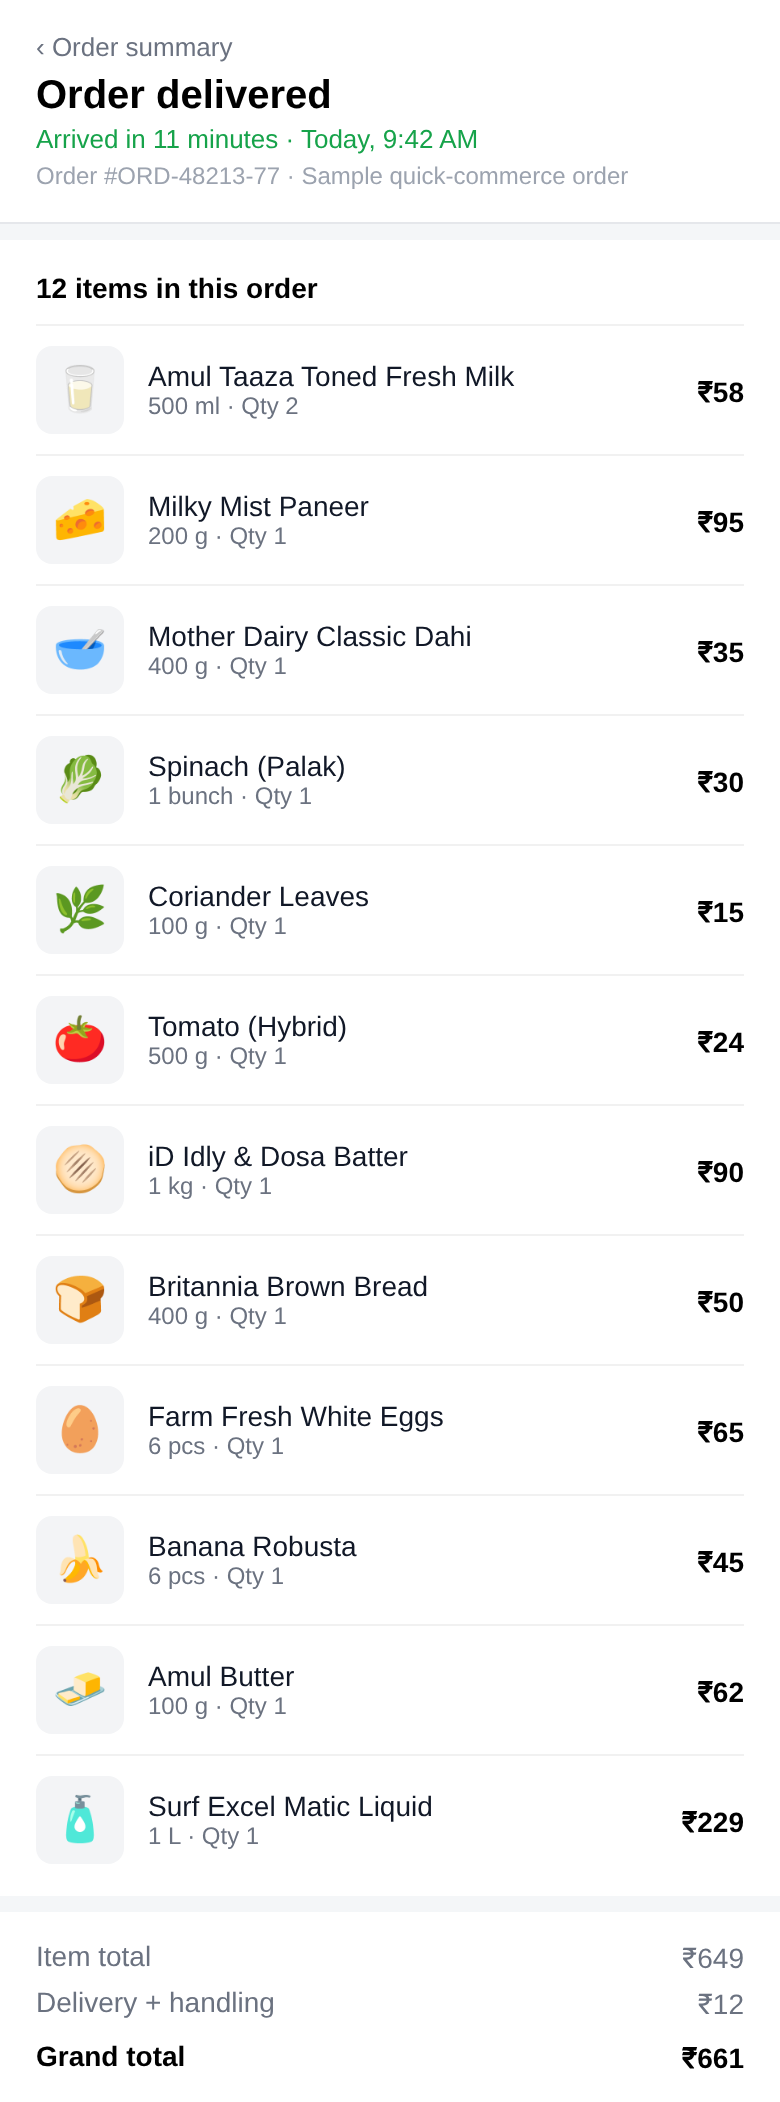 ‹ Order summary
Order delivered
Arrived in 11 minutes · Today, 9:42 AM
Order #ORD-48213-77 · Sample quick-commerce order
12 items in this order
Amul Taaza Toned Fresh Milk
500 ml · Qty 2
₹58
Milky Mist Paneer
200 g · Qty 1
₹95
Mother Dairy Classic Dahi
400 g · Qty 1
₹35
Spinach (Palak)
1 bunch · Qty 1
₹30
Coriander Leaves
100 g · Qty 1
₹15
Tomato (Hybrid)
500 g · Qty 1
₹24
iD Idly & Dosa Batter
1 kg · Qty 1
₹90
Britannia Brown Bread
400 g · Qty 1
₹50
Farm Fresh White Eggs
6 pcs · Qty 1
₹65
Banana Robusta
6 pcs · Qty 1
₹45
Amul Butter
100 g · Qty 1
₹62
Surf Excel Matic Liquid
1 L · Qty 1
₹229
Item total ₹649
Delivery + handling ₹12
Grand total ₹661